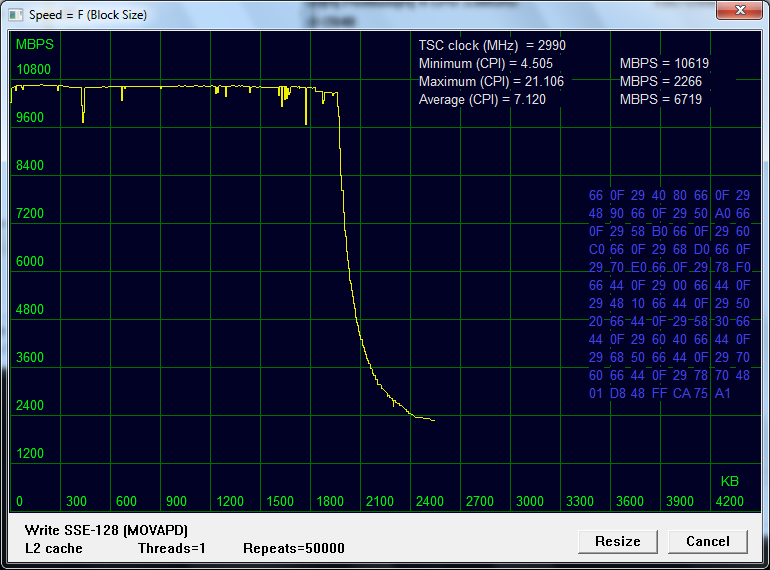 Speed = F (Block Size)
MBPS
TSC clock (MHz) = 2990
Minimum (CPI) = 4.505 MBPS = 10619
Maximum (CPI) = 21.106 MBPS = 2266
Average (CPI) = 7.120 MBPS = 6719
10800
9600
8400
7200
6000
4800
3600
2400
1200
66 0F 29 40 80 66 0F 29
48 90 66 0F 29 50 A0 66
0F 29 58 B0 66 0F 29 60
C0 66 0F 29 68 D0 66 0F
29 70 E0 66 0F 29 78 F0
66 44 0F 29 00 66 44 0F
29 48 10 66 44 0F 29 50
20 66 44 0F 29 58 30 66
44 0F 29 60 40 66 44 0F
29 68 50 66 44 0F 29 70
60 66 44 0F 29 78 70 48
01 D8 48 FF CA 75 A1
KB
0 300 600 900 1200 1500 1800 2100 2400 2700 3000 3300 3600 3900 4200
Write SSE-128 (MOVAPD)
L2 cache Threads=1 Repeats=50000
Resize Cancel